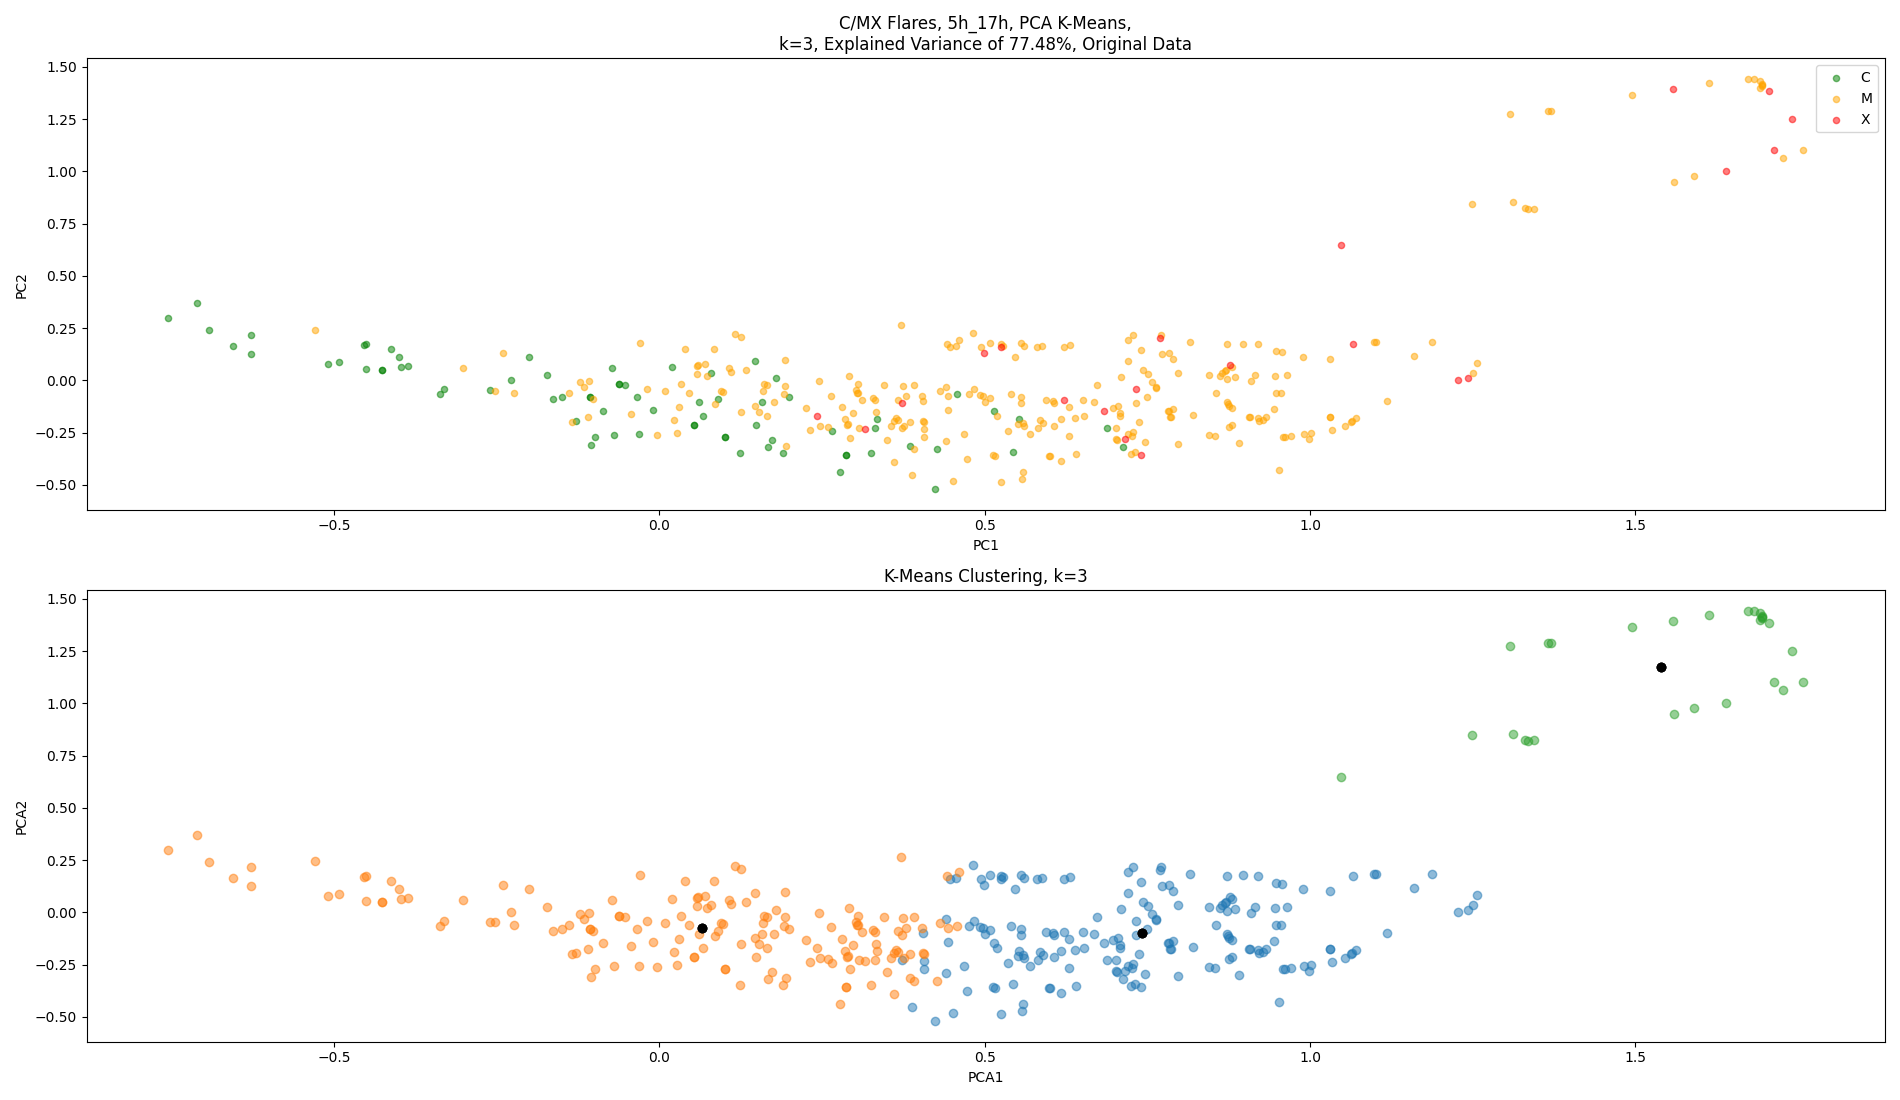 C/MX Flares, 5h_17h, PCA K-Means,
k=3, Explained Variance of 77.48%, Original Data
1.50
1.25
1.00
0.75
0.50
0.25
0.00
−0.25
−0.50
PC2
C
M
X
−0.5
0.0
0.5
1.0
1.5
PC1
K-Means Clustering, k=3
1.50
1.25
1.00
0.75
0.50
0.25
0.00
−0.25
−0.50
PCA2
−0.5
0.0
0.5
1.0
1.5
PCA1